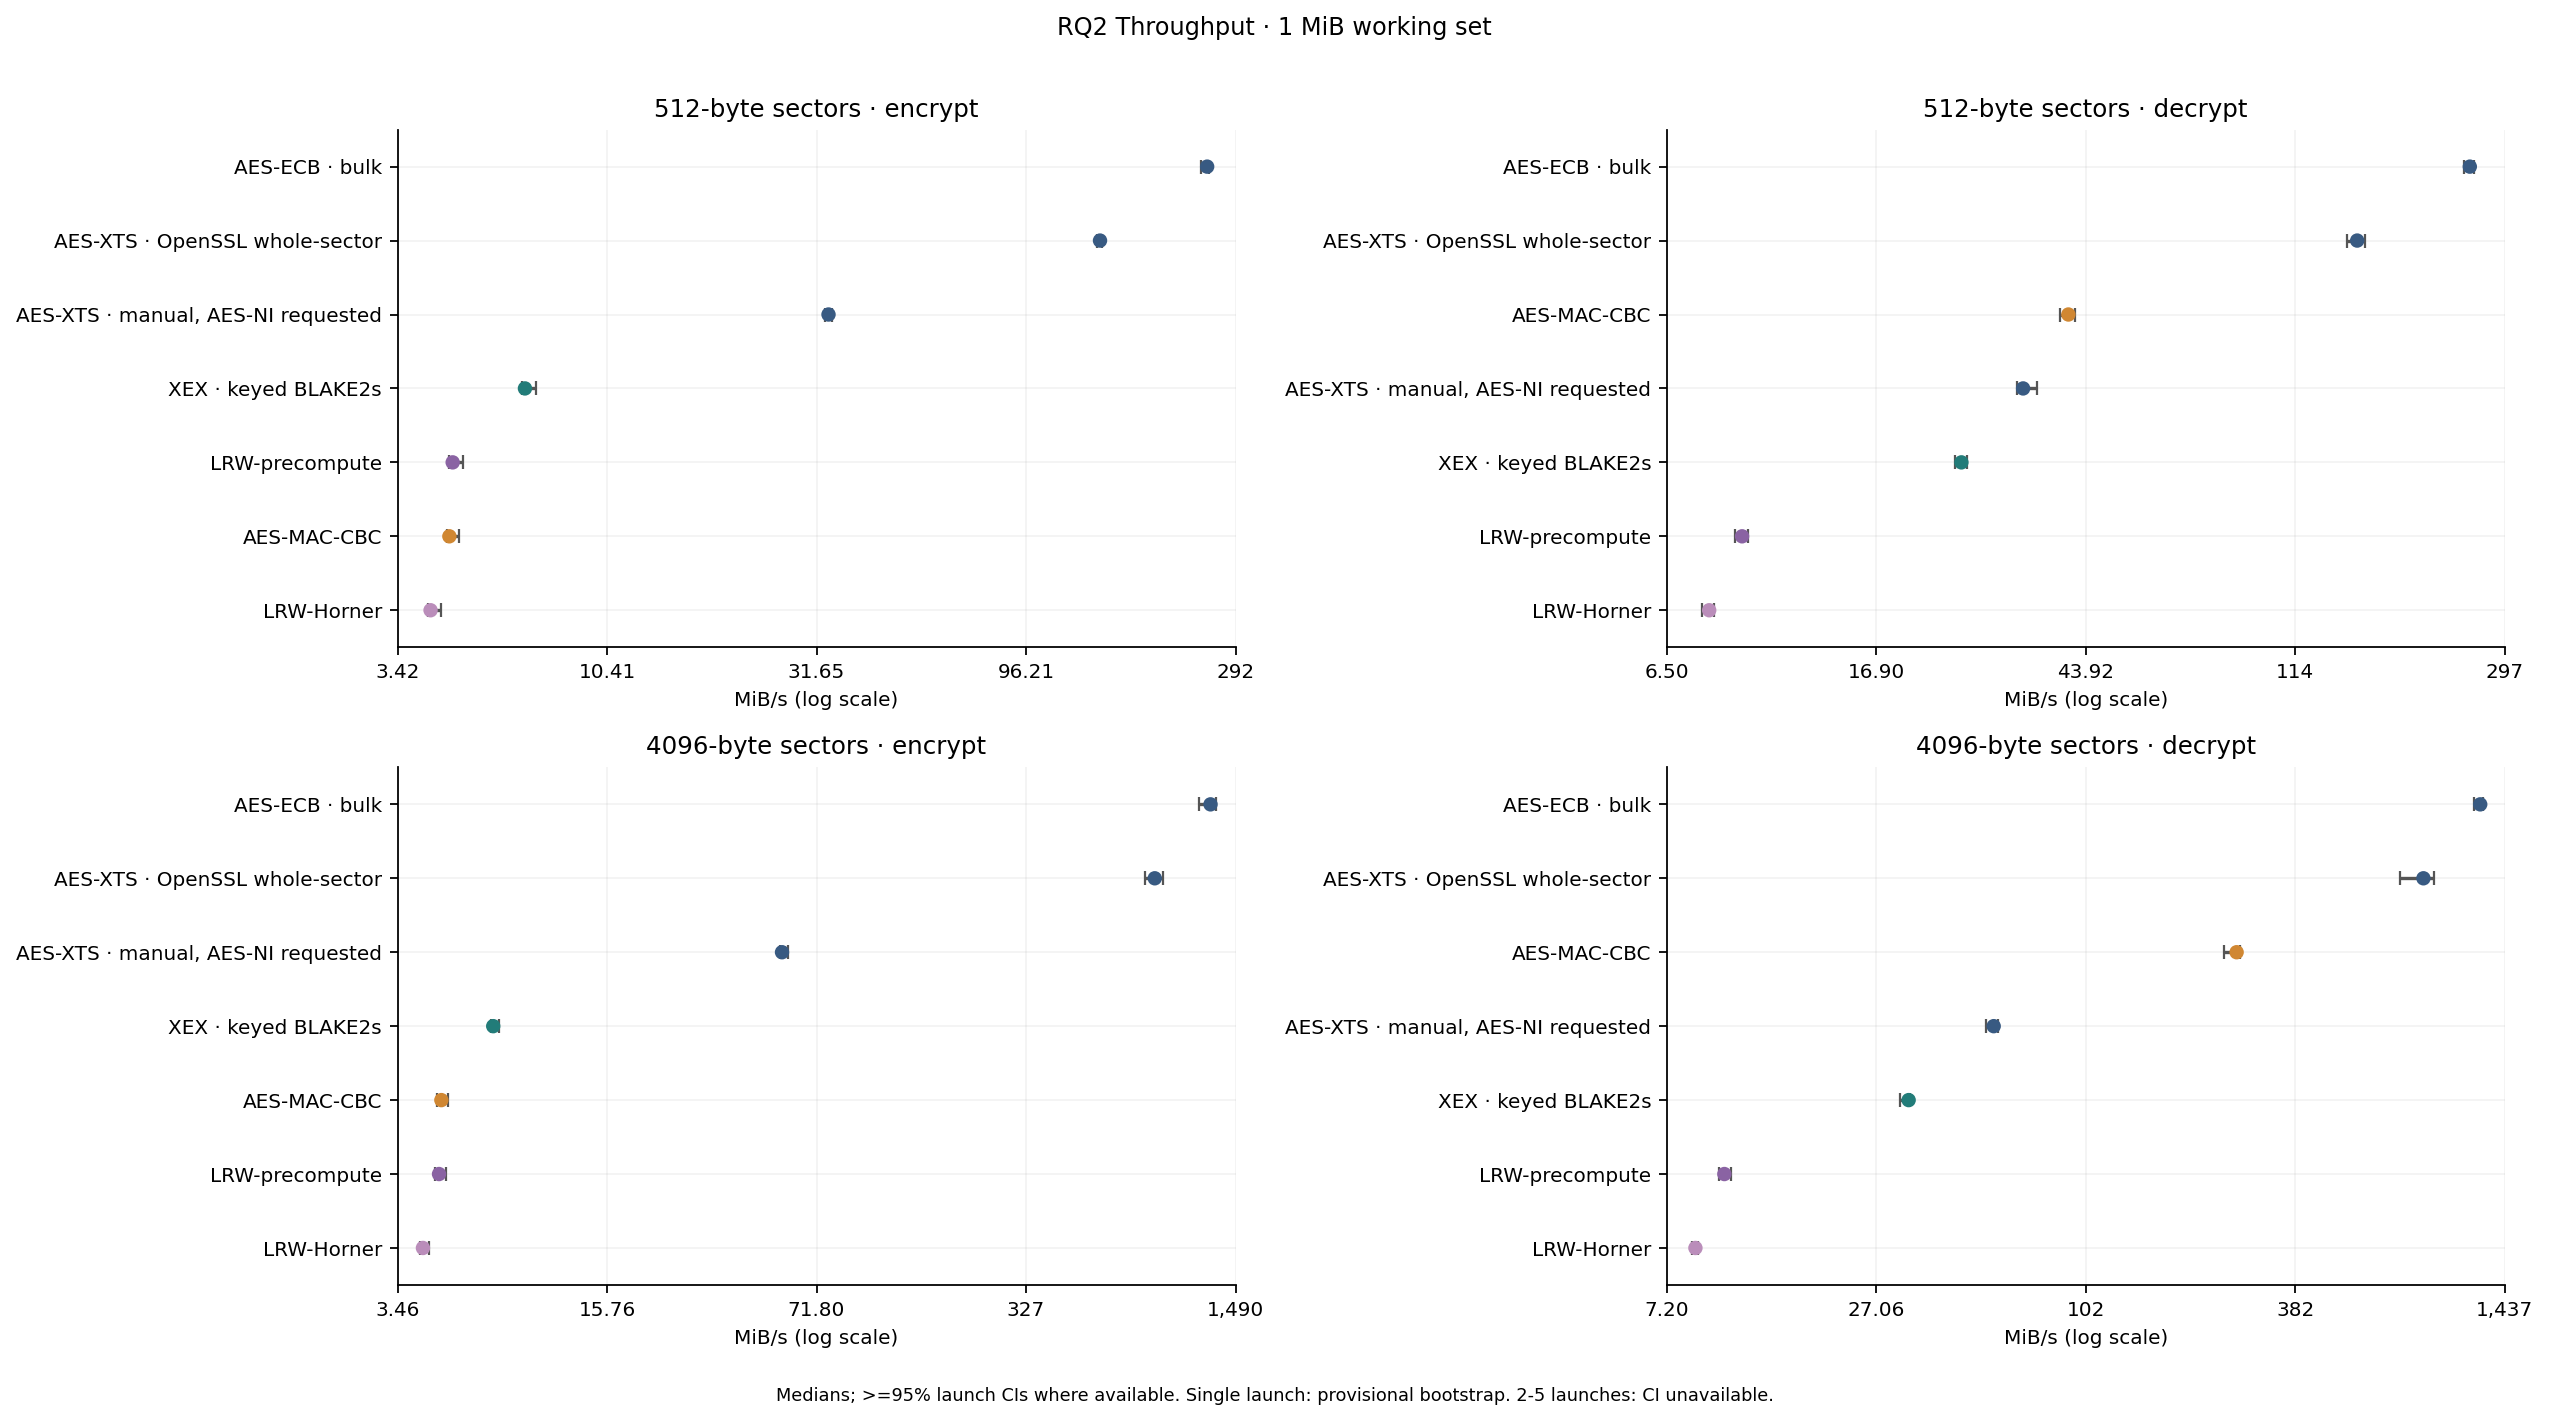 RQ2 Throughput · 1 MiB working set
512-byte sectors · encrypt
AES-ECB · bulk
AES-XTS · OpenSSL whole-sector
AES-XTS · manual, AES-NI requested
XEX · keyed BLAKE2s
LRW-precompute
AES-MAC-CBC
LRW-Horner
3.42 10.41 31.65 96.21 292
MiB/s (log scale)
512-byte sectors · decrypt
AES-ECB · bulk
AES-XTS · OpenSSL whole-sector
AES-MAC-CBC
AES-XTS · manual, AES-NI requested
XEX · keyed BLAKE2s
LRW-precompute
LRW-Horner
6.50 16.90 43.92 114 297
MiB/s (log scale)
4096-byte sectors · encrypt
AES-ECB · bulk
AES-XTS · OpenSSL whole-sector
AES-XTS · manual, AES-NI requested
XEX · keyed BLAKE2s
AES-MAC-CBC
LRW-precompute
LRW-Horner
3.46 15.76 71.80 327 1,490
MiB/s (log scale)
4096-byte sectors · decrypt
AES-ECB · bulk
AES-XTS · OpenSSL whole-sector
AES-MAC-CBC
AES-XTS · manual, AES-NI requested
XEX · keyed BLAKE2s
LRW-precompute
LRW-Horner
7.20 27.06 102 382 1,437
MiB/s (log scale)
Medians; >=95% launch CIs where available. Single launch: provisional bootstrap. 2-5 launches: CI unavailable.